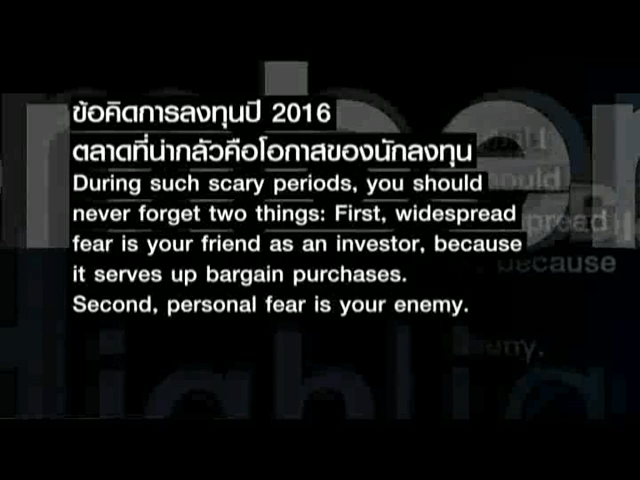 ข้อคิดการลงทุนปี 2016
ตลาดที่น่ากลัวคือโอกาสของนักลงทุน
During such scary periods, you should
never forget two things: First, widespread
fear is your friend as an investor, because
it serves up bargain purchases.
Second, personal fear is your enemy.
because